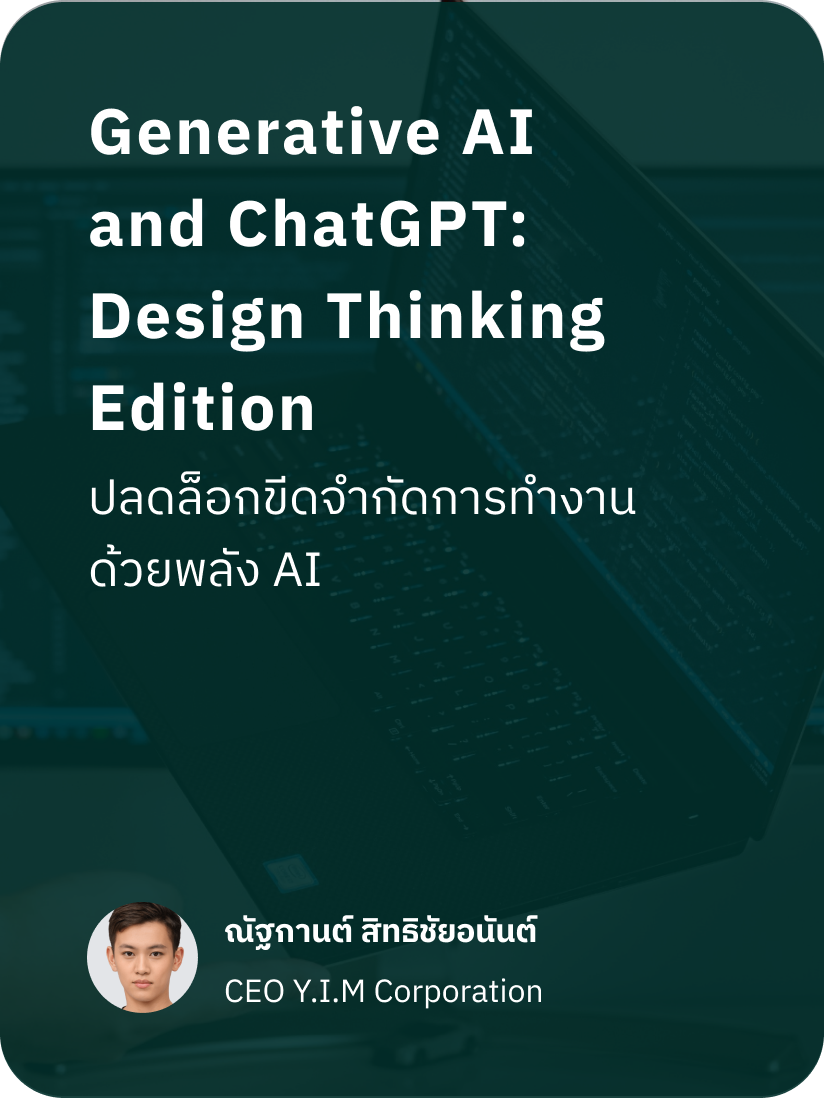 Generative AI
and ChatGPT:
Design Thinking
Edition
ปลดล็อกขีดจำกัดการทำงาน
ด้วยพลัง AI
ณัฐกานต์ สิทธิชัยอนันต์
CEO Y.I.M Corporation